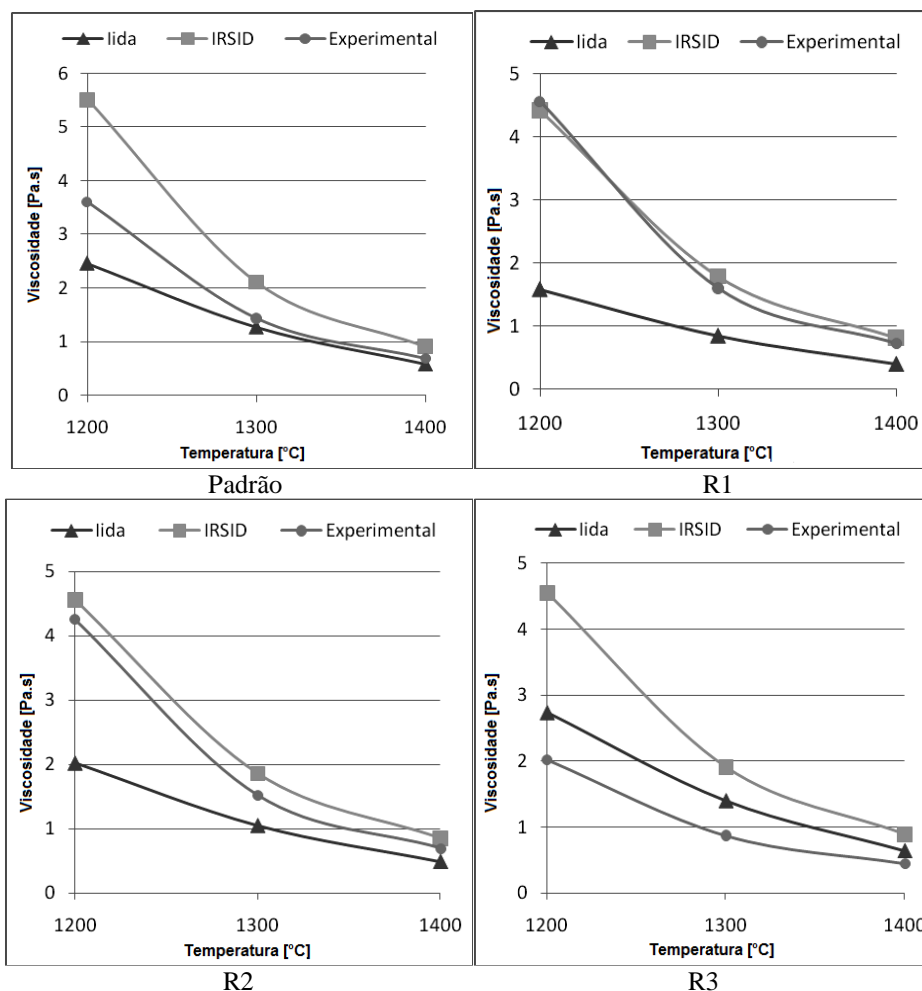 Iida IRSID Experimental
6
5
4
3
2
1
0
Viscosidade [Pa.s]
1200 1300 1400
Temperatura [°C]
Padrão
Iida IRSID Experimental
5
4
3
2
1
0
Viscosidade [Pa.s]
1200 1300 1400
Temperatura [°C]
R1
Iida IRSID Experimental
5
4
3
2
1
0
Viscosidade [Pa.s]
1200 1300 1400
Temperatura [°C]
R2
Iida IRSID Experimental
5
4
3
2
1
0
Viscosidade [Pa.s]
1200 1300 1400
Temperatura [°C]
R3